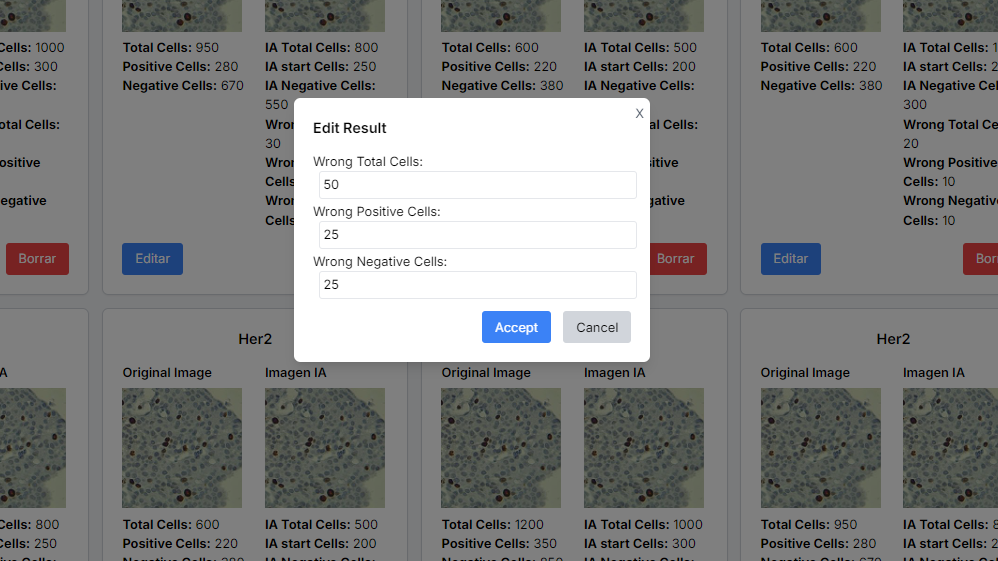 Cells: 1000
Cells: 300
ve Cells:
otal Cells:
ositive
egative
Borrar
Total Cells: 950
Positive Cells: 280
Negative Cells: 670
Editar
IA Total Cells: 800
IA start Cells: 250
IA Negative Cells:
550
30
Cells
Cells
Total Cells: 600
Positive Cells: 220
Negative Cells: 380
IA Total Cells: 500
IA start Cells: 200
IA Negative Cells:
al Cells:
sitive
gative
Borrar
Total Cells: 600
Positive Cells: 220
Negative Cells: 380
Editar
IA Total Cells: 1
IA start Cells: 2
IA Negative Cells:
300
Wrong Total Ce
20
Wrong Positive
Cells: 10
Wrong Negative
Cells: 10
Bor
X
Edit Result
Wrong Total Cells:
50
Wrong Positive Cells:
25
Wrong Negative Cells:
25
Accept
Cancel
A
Cells: 800
Cells: 250
Her2
Original Image
Imagen IA
Total Cells: 600
Positive Cells: 220
IA Total Cells: 500
IA start Cells: 200
Original Image
Imagen IA
Total Cells: 1200
Positive Cells: 350
IA Total Cells: 1000
IA start Cells: 300
Her2
Original Image
Imagen IA
Total Cells: 950
Positive Cells: 280
IA Total Cells: 8
IA start Cells: 2